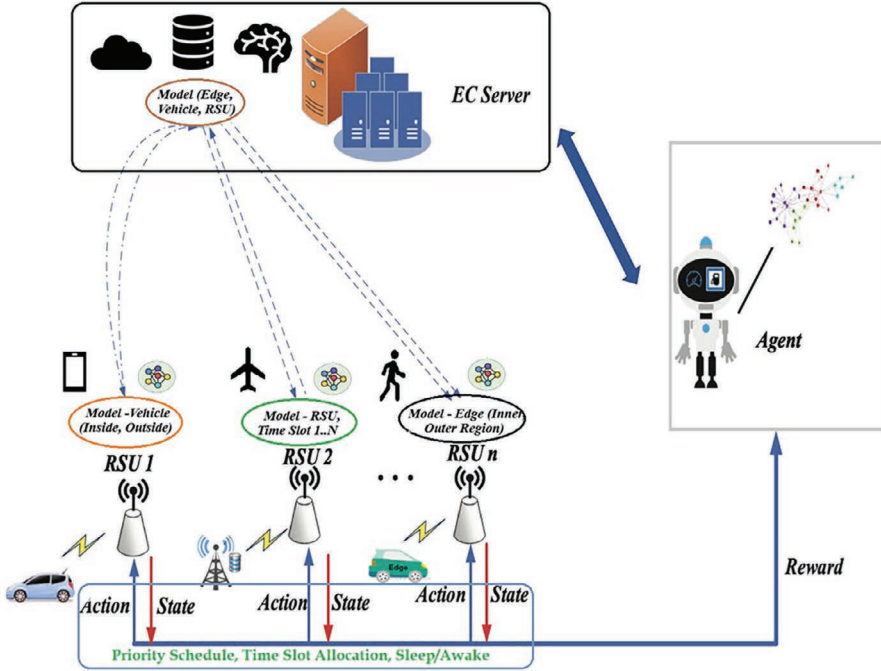 EC Server
Model (Edge,
Vehicle, RSU)
Agent
Model -Vehicle
(Inside, Outside)
Model - RSU,
Time Slot 1..N
Model - Edge (Inner
Outer Region)
RSU 1
RSU 2
RSU n
Edge
Action
State
Action
State
Action
State
Reward
Priority Schedule, Time Slot Allocation, Sleep/Awake